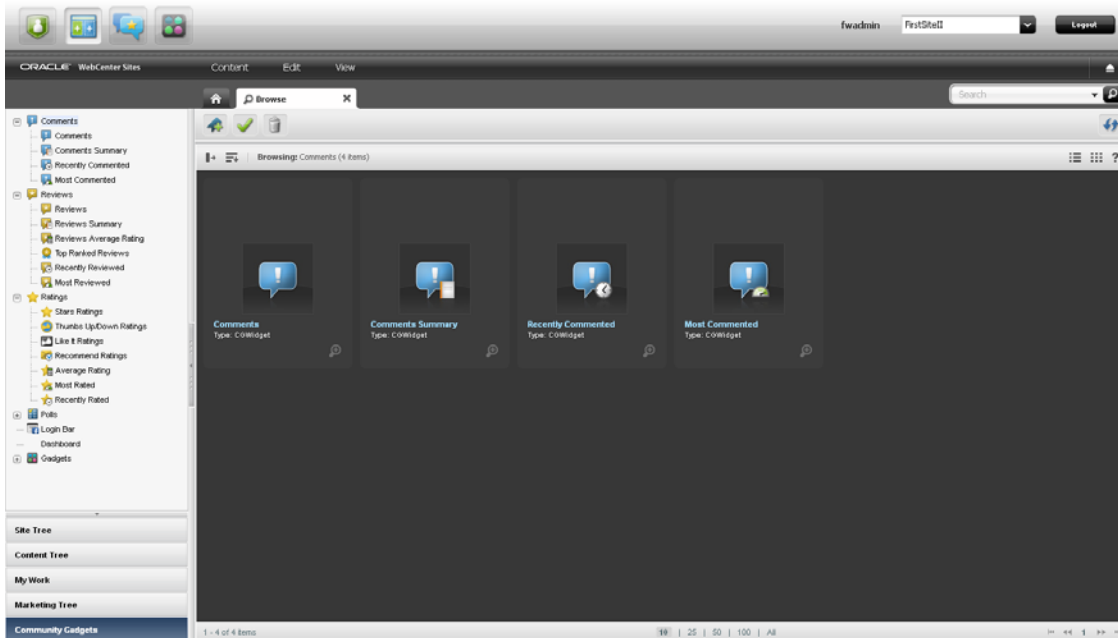 fwadmin
FirstSiteII
Logout
ORACLE WebCenter Sites
Content Edit View
Browse
Search
Browsing: Comments (4 items)
Comments
Comments
Comments Summary
Recently Commented
Most Commented
Reviews
Reviews
Reviews Summary
Reviews Average Rating
Top Ranked Reviews
Recently Reviewed
Most Reviewed
Ratings
Stars Ratings
Thumbs Up/Down Ratings
Like It Ratings
Recommend Ratings
Average Rating
Most Rated
Recently Rated
Polls
Login Bar
Dashboard
Gadgets
Site Tree
Content Tree
My Work
Marketing Tree
Community Gadgets
Comments
Type: CGWidget
Comments Summary
Type: CGWidget
Recently Commented
Type: CGWidget
Most Commented
Type: CGWidget
1 - 4 of 4 items
10 | 25 | 50 | 100 | All
1